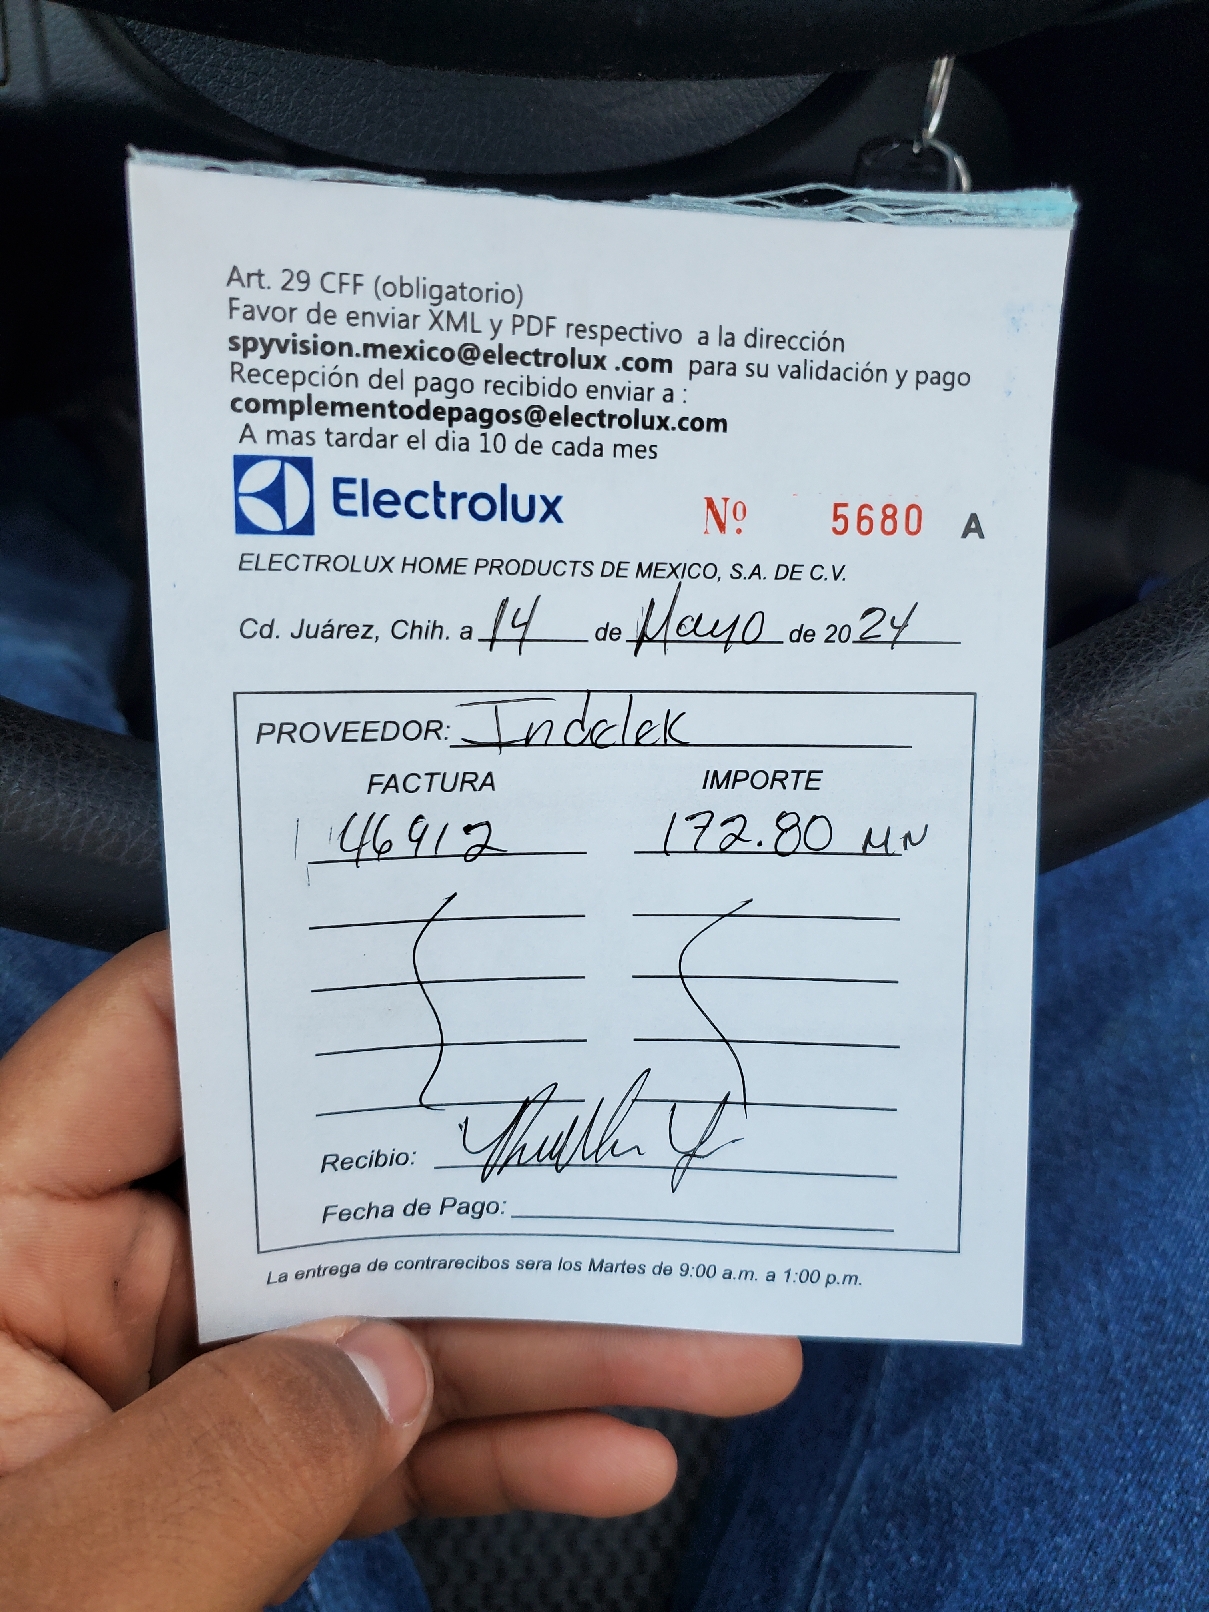 Art. 29 CFF (obligatorio)
Favor de enviar XML y PDF respectivo a la dirección
spyvision.mexico@electrolux .com para su validación y pago
Recepción del pago recibido enviar a :
complementodepagos@electrolux.com
A mas tardar el dia 10 de cada mes
Electrolux Nº 5680 A
ELECTROLUX HOME PRODUCTS DE MEXICO, S.A. DE C.V.
Cd. Juárez, Chih. a 14 de Mayo de 2024
PROVEEDOR: Indelek
FACTURA IMPORTE
46912 172.80 MN
Recibio:
Fecha de Pago:
La entrega de contrarecibos sera los Martes de 9:00 a.m. a 1:00 p.m.